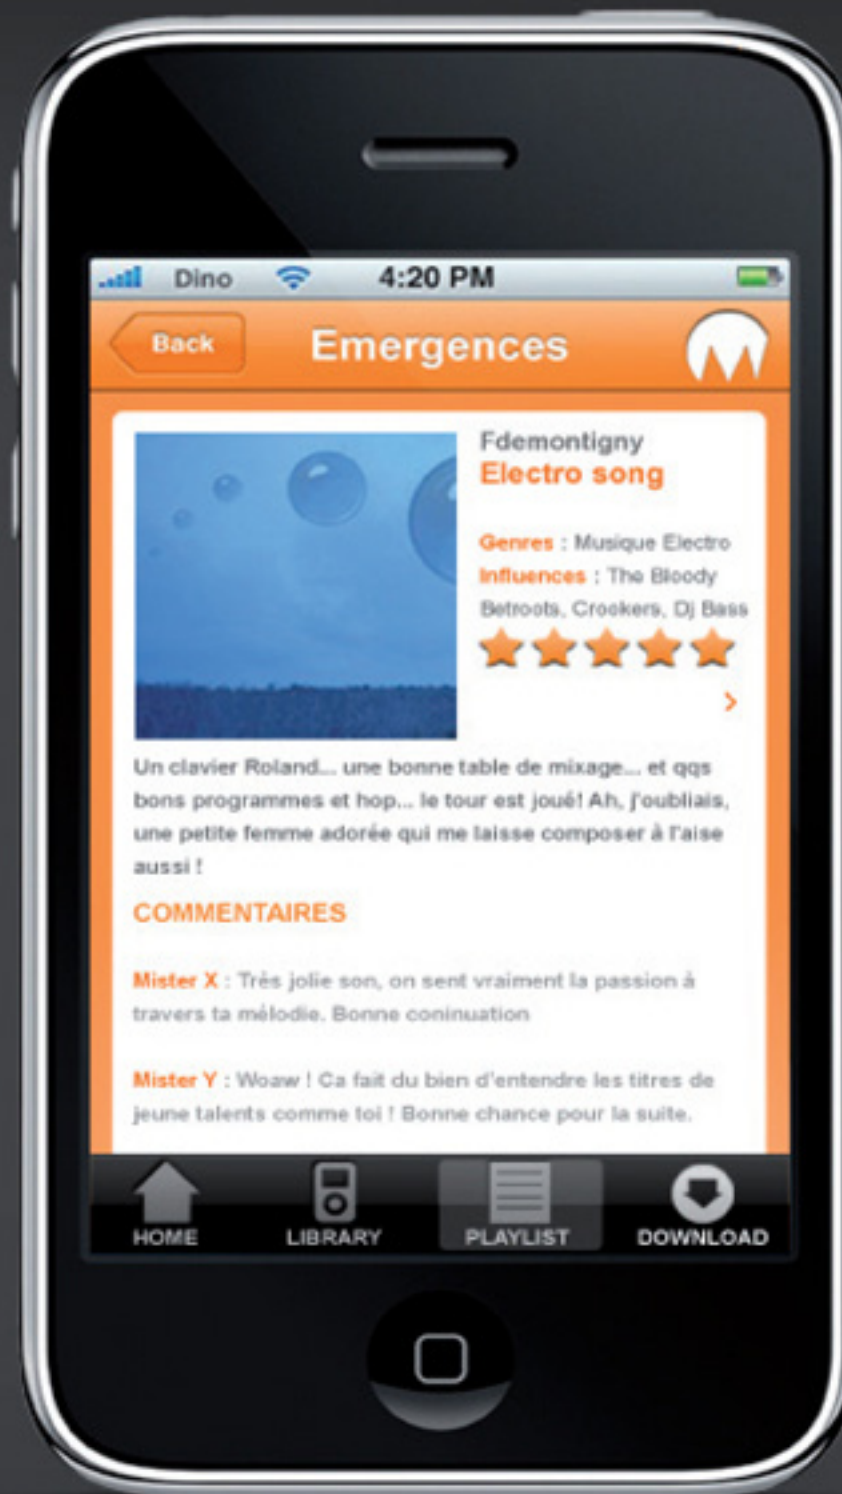 Dino 4:20 PM
Back Emergences
Fdemontigny
Electro song
Genres : Musique Electro
Influences : The Bloody
Betroots, Crookers, Dj Bass
Un clavier Roland... une bonne table de mixage... et qqs
bons programmes et hop... le tour est joué! Ah, j'oubliais,
une petite femme adorée qui me laisse composer à l'aise
aussi !
COMMENTAIRES
Mister X : Très jolie son, on sent vraiment la passion à
travers ta mélodie. Bonne coninuation
Mister Y : Woaw ! Ca fait du bien d'entendre les titres de
jeune talents comme toi ! Bonne chance pour la suite.
HOME LIBRARY PLAYLIST DOWNLOAD